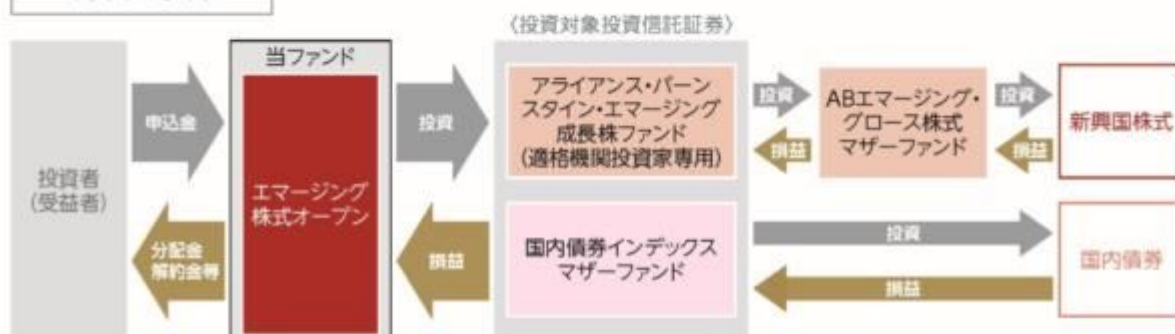 〈投資対象投資信託証券〉
当ファンド
投資者
(受益者)
申込金
分配金
解約金等
エマージング
株式オープン
投資
損益
アライアンス・バーン
スタイン・エマージング
成長株ファンド
(適格機関投資家専用)
投資
損益
ABエマージング・
グロース株式
マザーファンド
投資
損益
新興国株式
国内債券インデックス
マザーファンド
投資
損益
国内債券